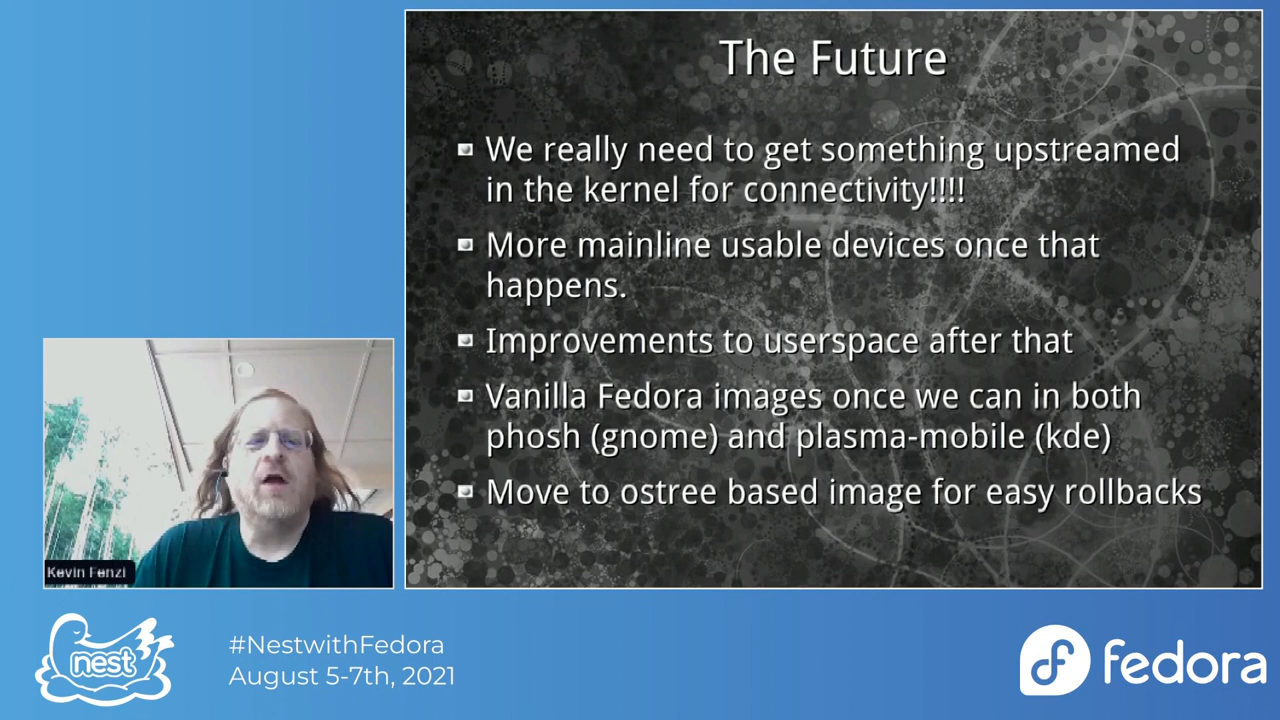 The Future
We really need to get something upstreamed
in the kernel for connectivity!!!!
More mainline usable devices once that
happens.
Improvements to userspace after that
Vanilla Fedora images once we can in both
phosh (gnome) and plasma-mobile (kde)
Move to ostree based image for easy rollbacks
Kevin Fenzi
nest
#NestwithFedora
August 5-7th, 2021
fedora